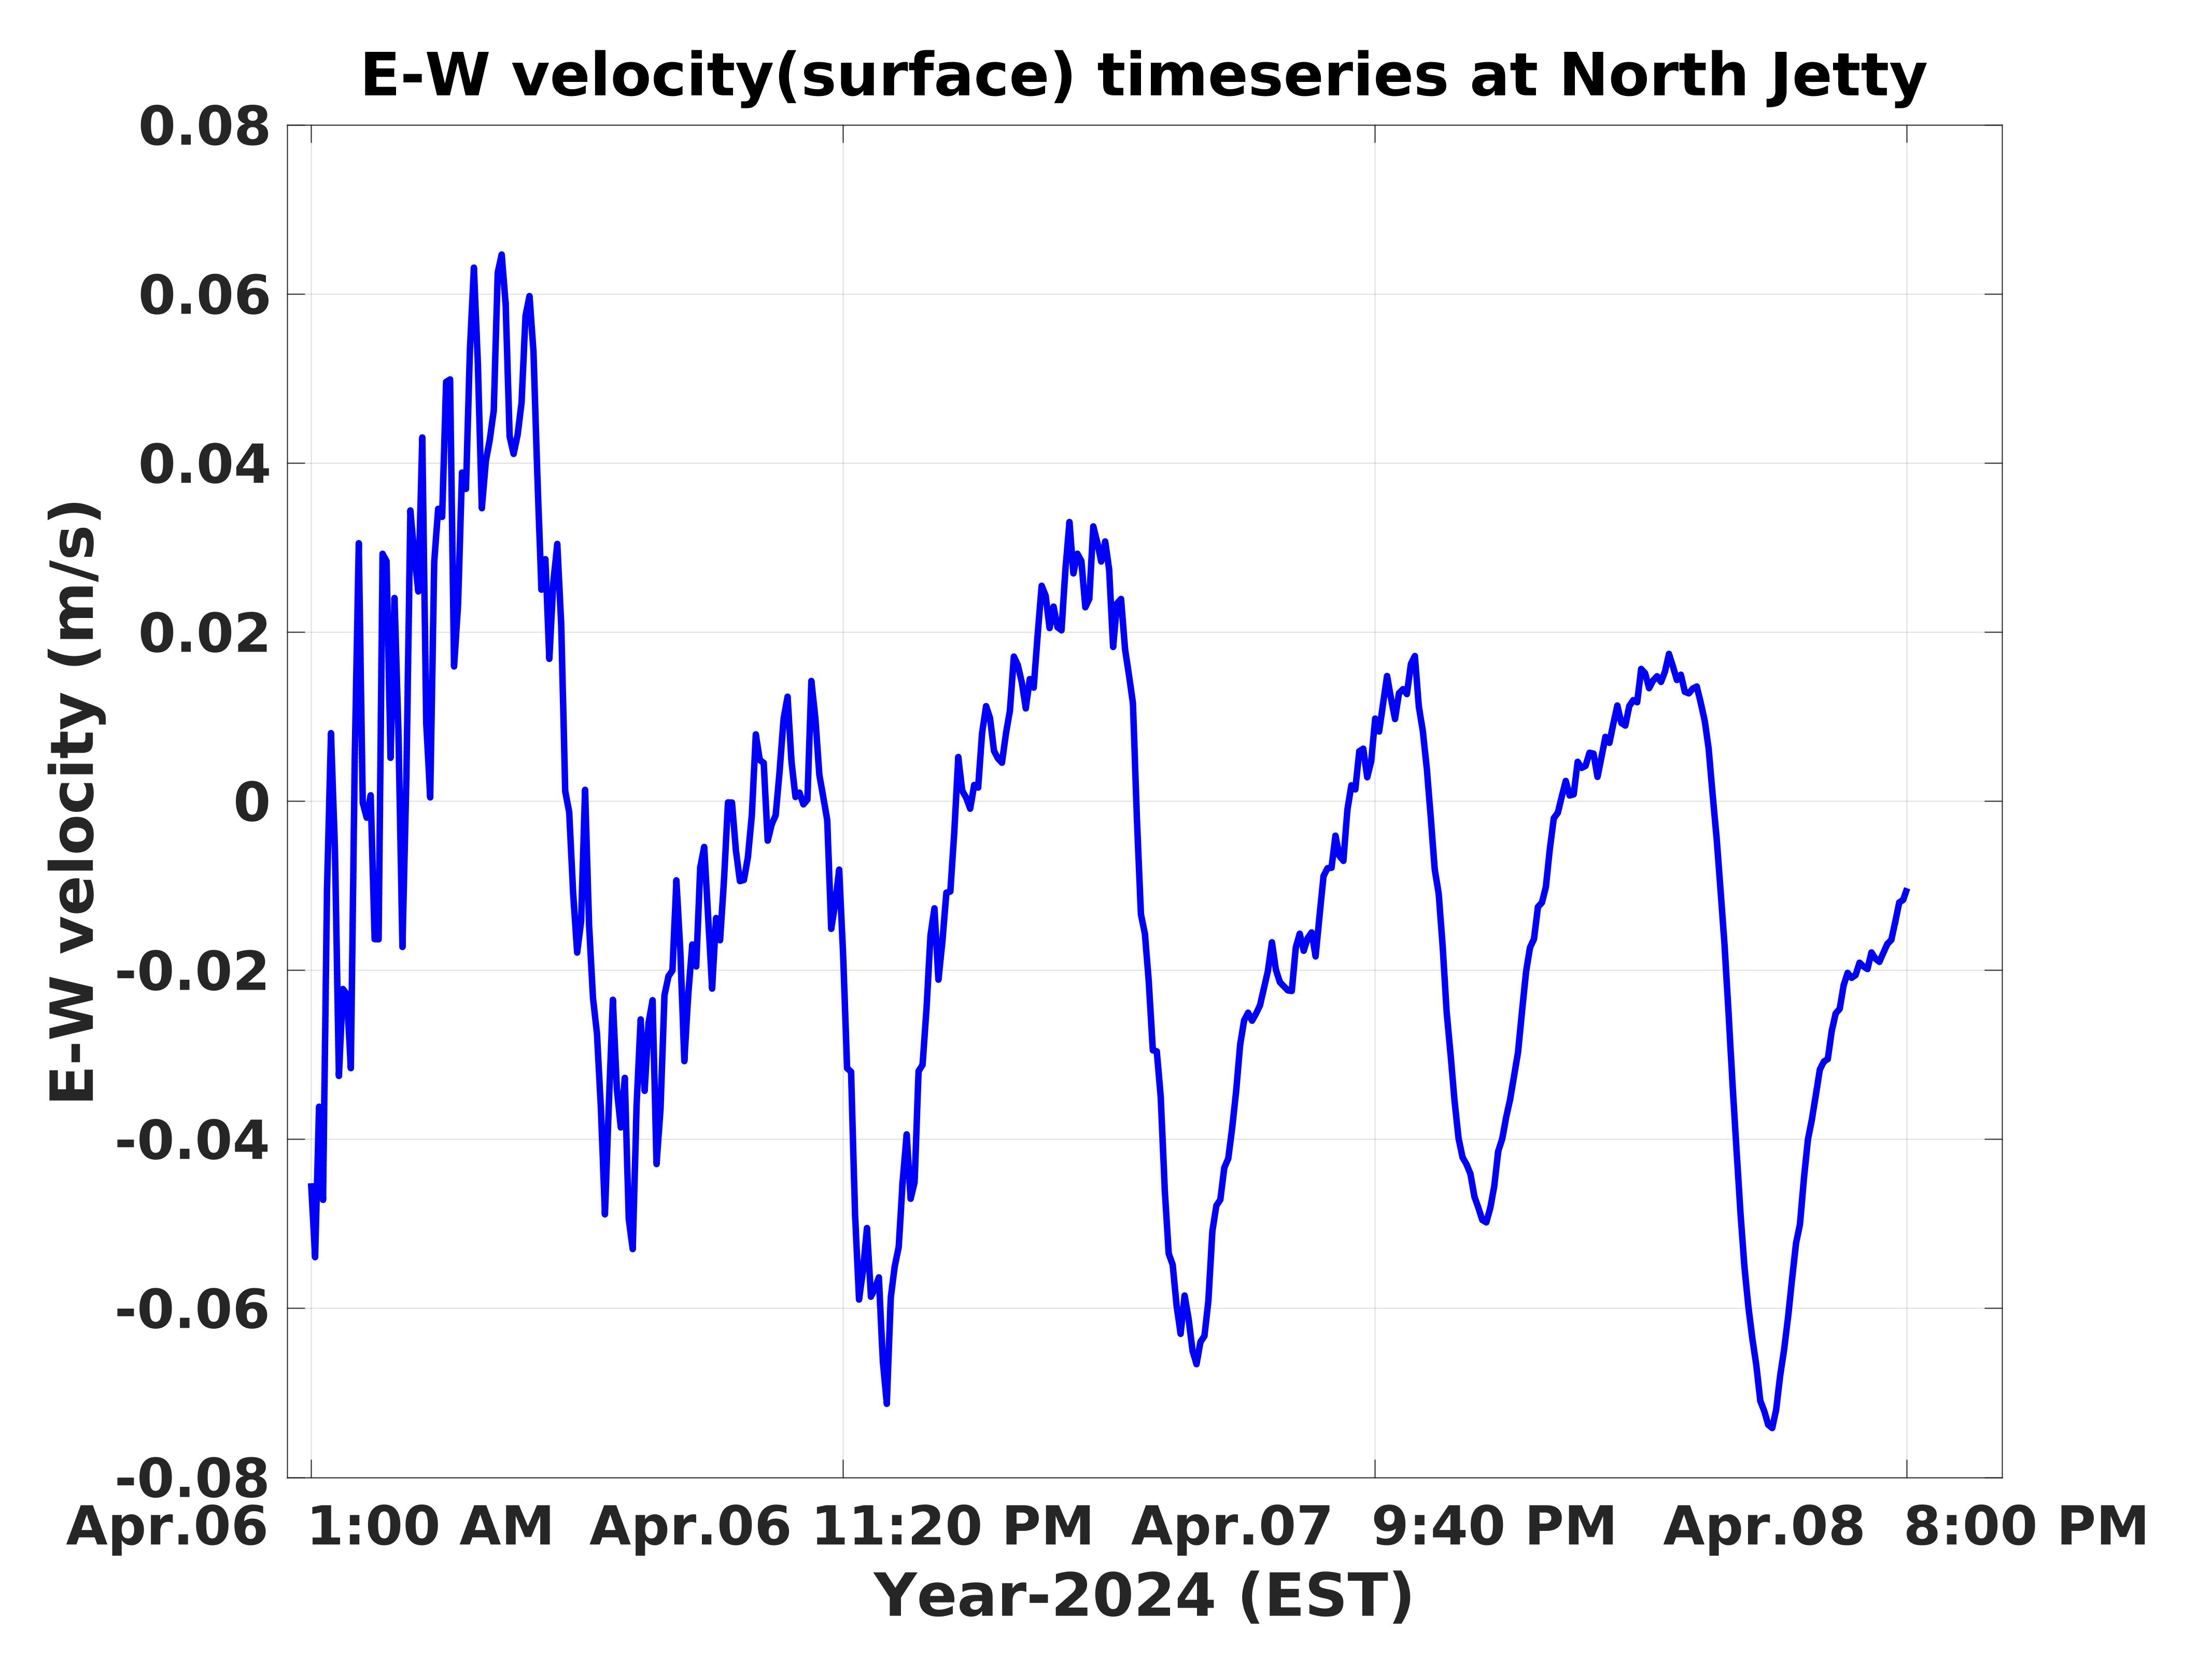 E-W velocity(surface) timeseries at North Jetty
0.08
0.06
0.04
0.02
0
-0.02
-0.04
-0.06
-0.08
E-W velocity (m/s)
Apr.06 1:00 AM Apr.06 11:20 PM Apr.07 9:40 PM Apr.08 8:00 PM
Year-2024 (EST)